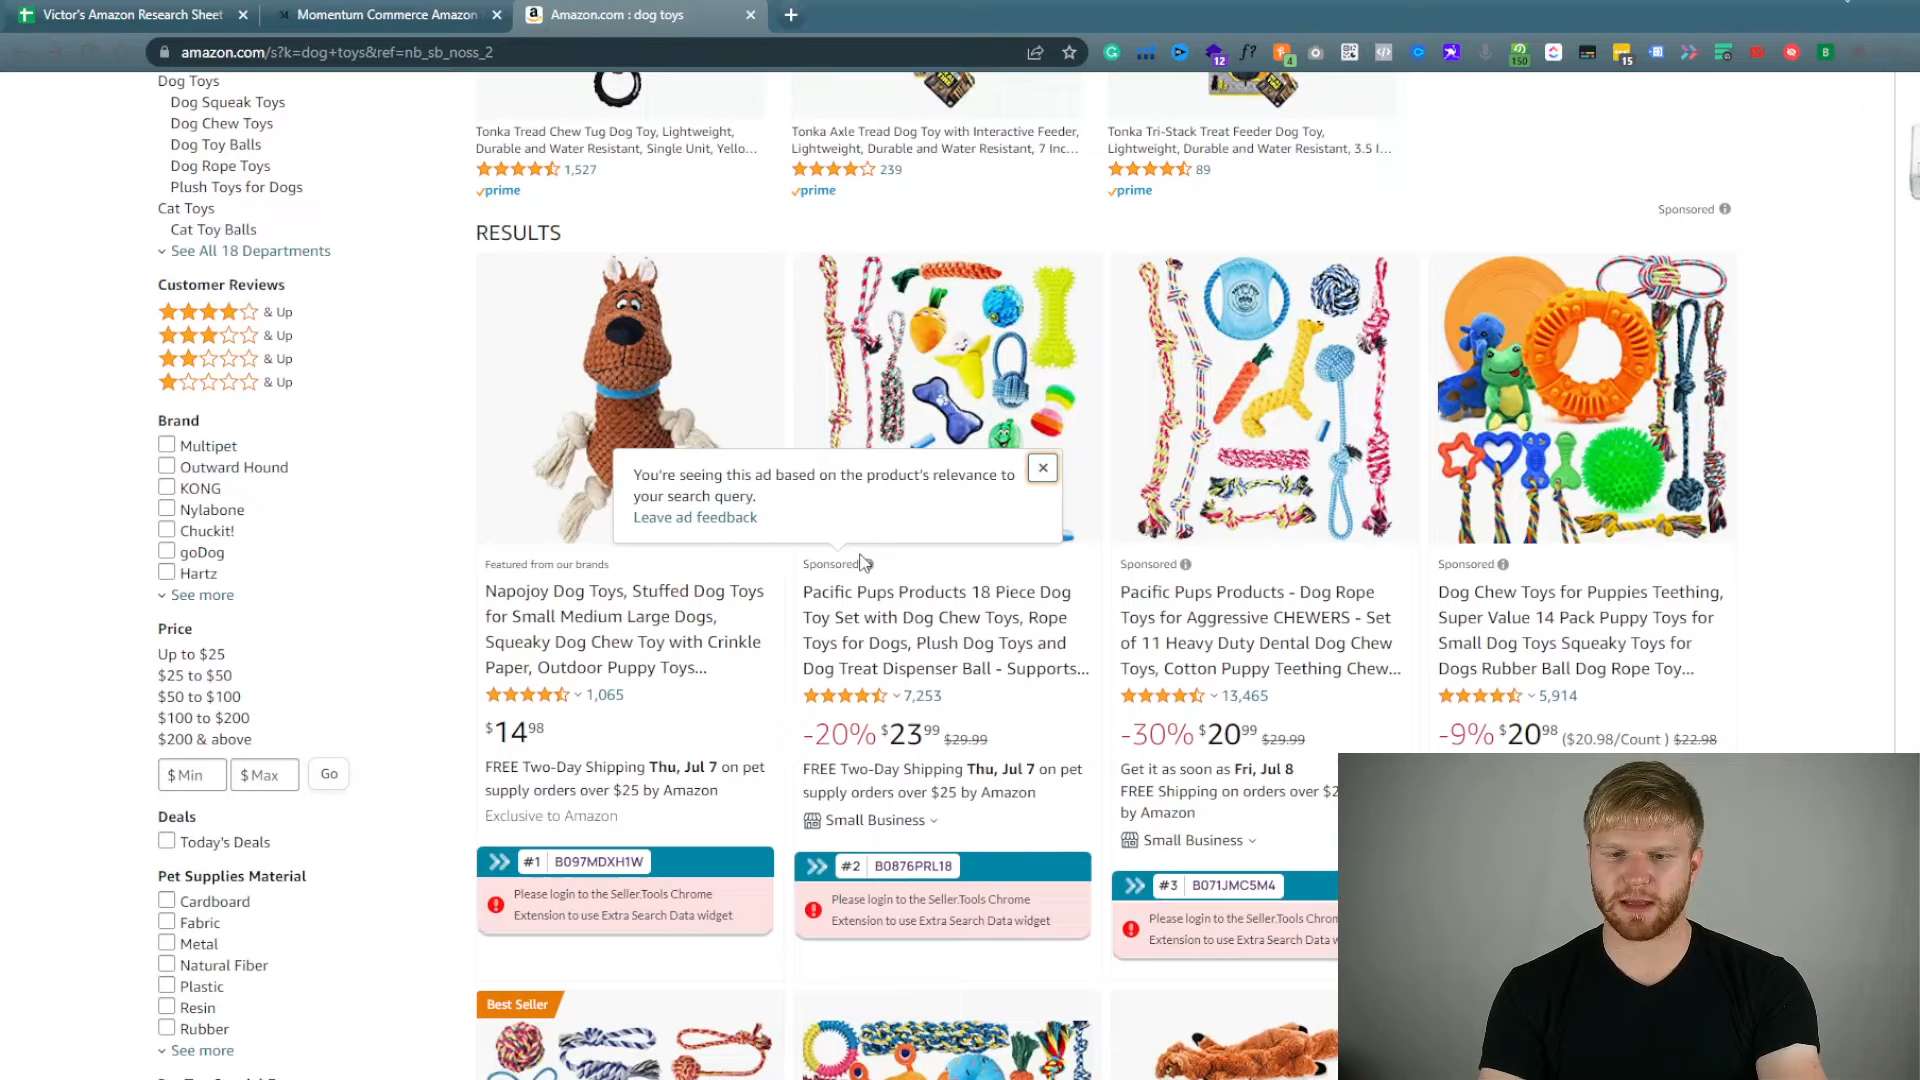 Victor's Amazon Research Sheet
Momentum Commerce Amazon
Amazon.com : dog toys
amazon.com/s?k=dog+toys&ref=nb_sb_noss_2
12
4
150
15
B
Dog Toys
Dog Squeak Toys
Dog Chew Toys
Dog Toy Balls
Dog Rope Toys
Plush Toys for Dogs
Cat Toys
Cat Toy Balls
See All 18 Departments
Customer Reviews
& Up
& Up
& Up
& Up
Brand
Multipet
Outward Hound
KONG
Nylabone
Chuckit!
goDog
Hartz
See more
Price
Up to $25
$25 to $50
$50 to $100
$100 to $200
$200 & above
$ Min $ Max Go
Deals
Today's Deals
Pet Supplies Material
Cardboard
Fabric
Metal
Natural Fiber
Plastic
Resin
Rubber
See more
Tonka Tread Chew Tug Dog Toy, Lightweight,
Durable and Water Resistant, Single Unit, Yello...
1,527
prime
Tonka Axle Tread Dog Toy with Interactive Feeder,
Lightweight, Durable and Water Resistant, 7 Inc...
239
prime
Tonka Tri-Stack Treat Feeder Dog Toy,
Lightweight, Durable and Water Resistant, 3.5 I...
89
prime
Sponsored
RESULTS
You're seeing this ad based on the product's relevance to
your search query.
Leave ad feedback
Featured from our brands
Napojoy Dog Toys, Stuffed Dog Toys
for Small Medium Large Dogs,
Squeaky Dog Chew Toy with Crinkle
Paper, Outdoor Puppy Toys...
1,065
$14.98
FREE Two-Day Shipping Thu, Jul 7 on pet
supply orders over $25 by Amazon
Exclusive to Amazon
#1 B097MDXH1W
Please login to the Seller.Tools Chrome
Extension to use Extra Search Data widget
Sponsored
Pacific Pups Products 18 Piece Dog
Toy Set with Dog Chew Toys, Rope
Toys for Dogs, Plush Dog Toys and
Dog Treat Dispenser Ball - Supports...
7,253
-20% $23.99 $29.99
FREE Two-Day Shipping Thu, Jul 7 on pet
supply orders over $25 by Amazon
Small Business
#2 B0876PRL18
Please login to the Seller.Tools Chrome
Extension to use Extra Search Data widget
Sponsored
Pacific Pups Products - Dog Rope
Toys for Aggressive CHEWERS - Set
of 11 Heavy Duty Dental Dog Chew
Toys, Cotton Puppy Teething Chew...
13,465
-30% $20.99 $29.99
Get it as soon as Fri, Jul 8
FREE Shipping on orders over $2
by Amazon
Small Business
#3 B071JMC5M4
Please login to the Seller.Tools Chrom
Extension to use Extra Search Data w
Sponsored
Dog Chew Toys for Puppies Teething,
Super Value 14 Pack Puppy Toys for
Small Dog Toys Squeaky Toys for
Dogs Rubber Ball Dog Rope Toy...
5,914
-9% $20.98 ($20.98/Count) $22.98
Best Seller